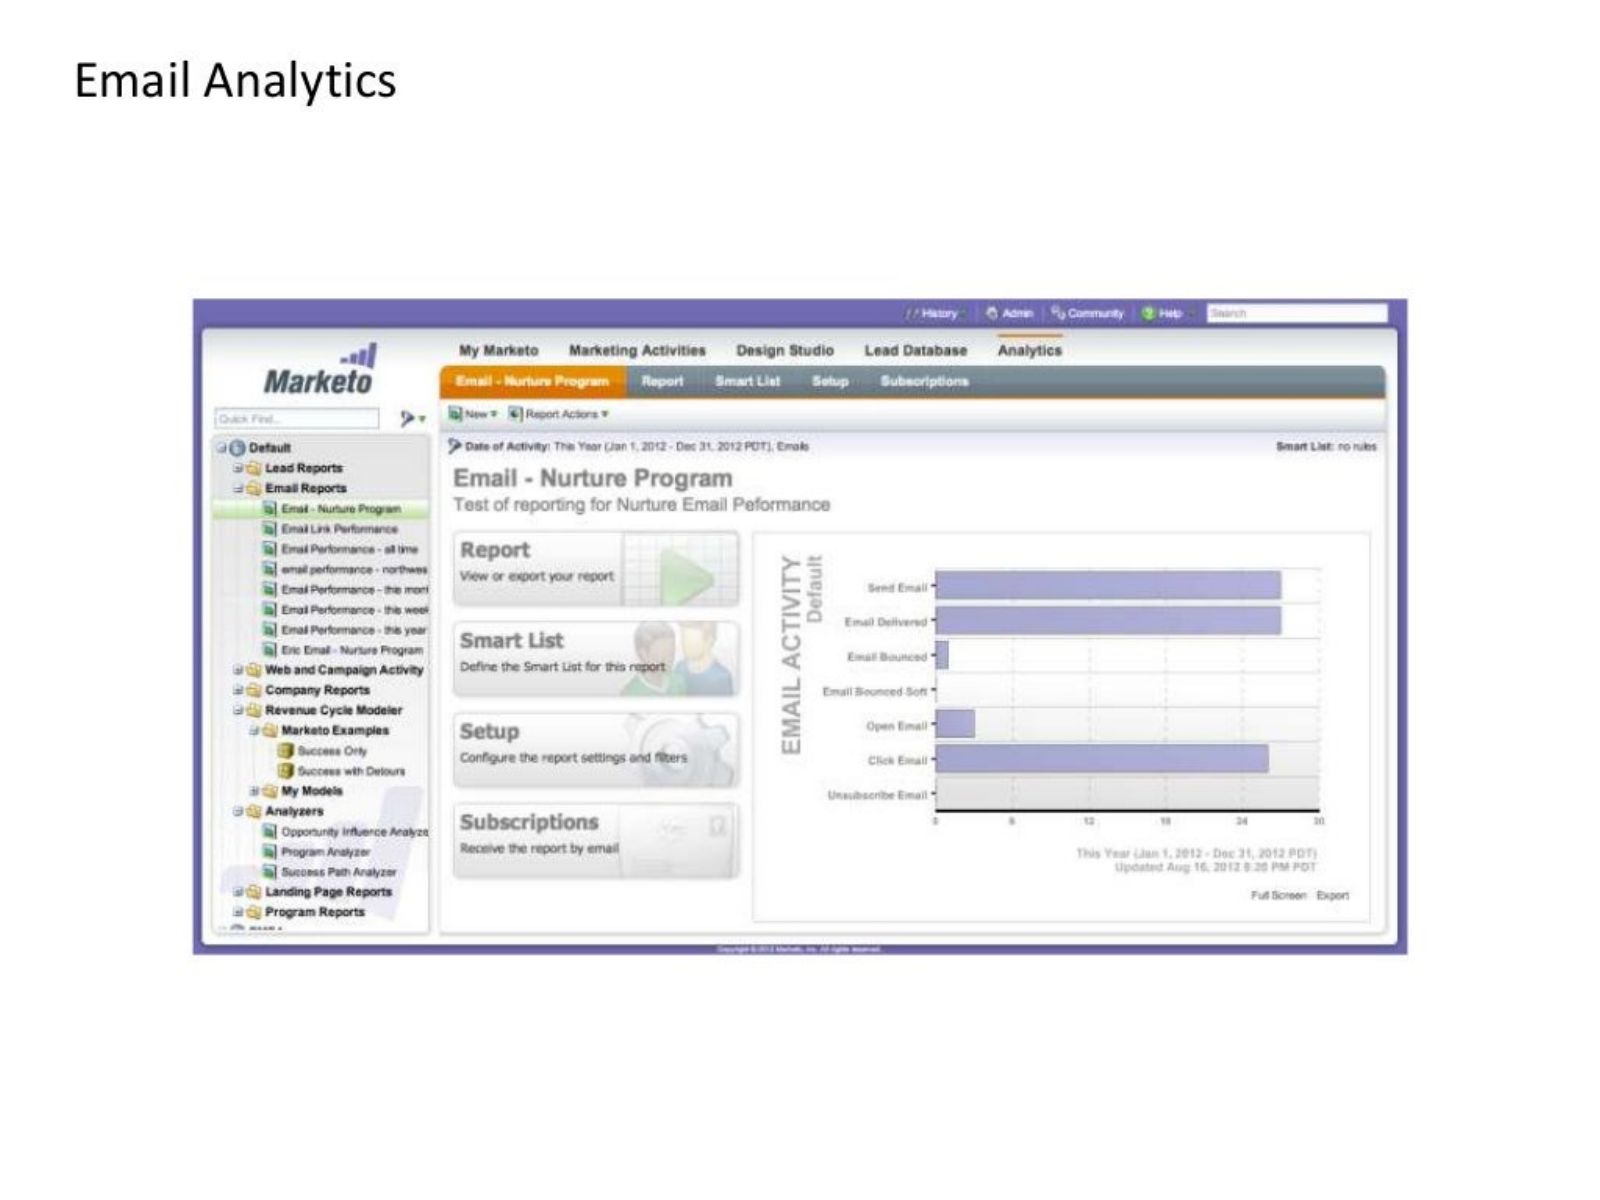 Email Analytics
History Admin Community Help Search
My Marketo Marketing Activities Design Studio Lead Database Analytics
Marketo
Email - Nurture Program Report Smart List Setup Subscriptions
Quick Find...
New Report Actions
Date of Activity: This Year (Jan 1, 2012 - Dec 31, 2012 PDT), Emails
Smart List: no rules
Default
Lead Reports
Email Reports
Email - Nurture Program
Email Link Performance
Email Performance - all time
email performance - northwes
Email Performance - this mont
Email Performance - this week
Email Performance - this year
Eric Email - Nurture Program
Web and Campaign Activity
Company Reports
Revenue Cycle Modeler
Marketo Examples
Success Only
Success with Detours
My Models
Analyzers
Opportunity Influence Analyze
Program Analyzer
Success Path Analyzer
Landing Page Reports
Program Reports
Email - Nurture Program
Test of reporting for Nurture Email Peformance
Report
View or export your report
Smart List
Define the Smart List for this report
Setup
Configure the report settings and filters
Subscriptions
Receive the report by email
EMAIL ACTIVITY
Default
Send Email
Email Delivered
Email Bounced
Email Bounced Soft
Open Email
Click Email
Unsubscribe Email
0 6 12 18 24 30
This Year (Jan 1, 2012 - Dec 31, 2012 PDT)
Updated Aug 16, 2012 8:26 PM PDT
Full Screen Export
Copyright © 2012 Marketo, Inc. All rights reserved.